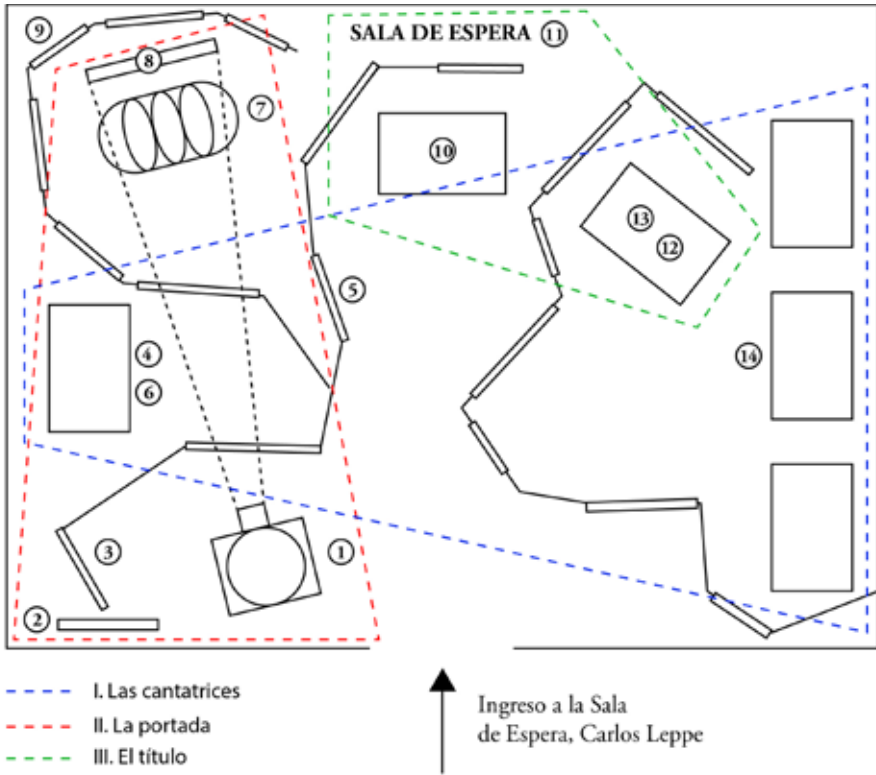 9
8
7
SALA DE ESPERA 11
10
13
12
5
4
6
14
3
1
2
I. Las cantatrices
II. La portada
III. El título
Ingreso a la Sala
de Espera, Carlos Leppe